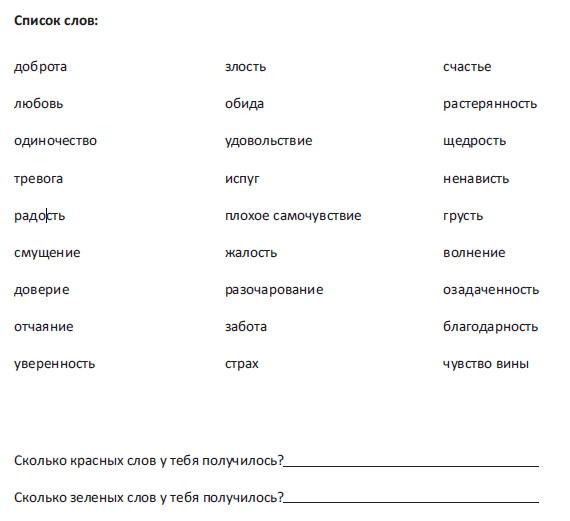 Список слов:
доброта злость счастье
любовь обида растерянность
одиночество удовольствие щедрость
тревога испуг ненависть
радость плохое самочувствие грусть
смущение жалость волнение
доверие разочарование озадаченность
отчаяние забота благодарность
уверенность страх чувство вины
Сколько красных слов у тебя получилось?
Сколько зеленых слов у тебя получилось?